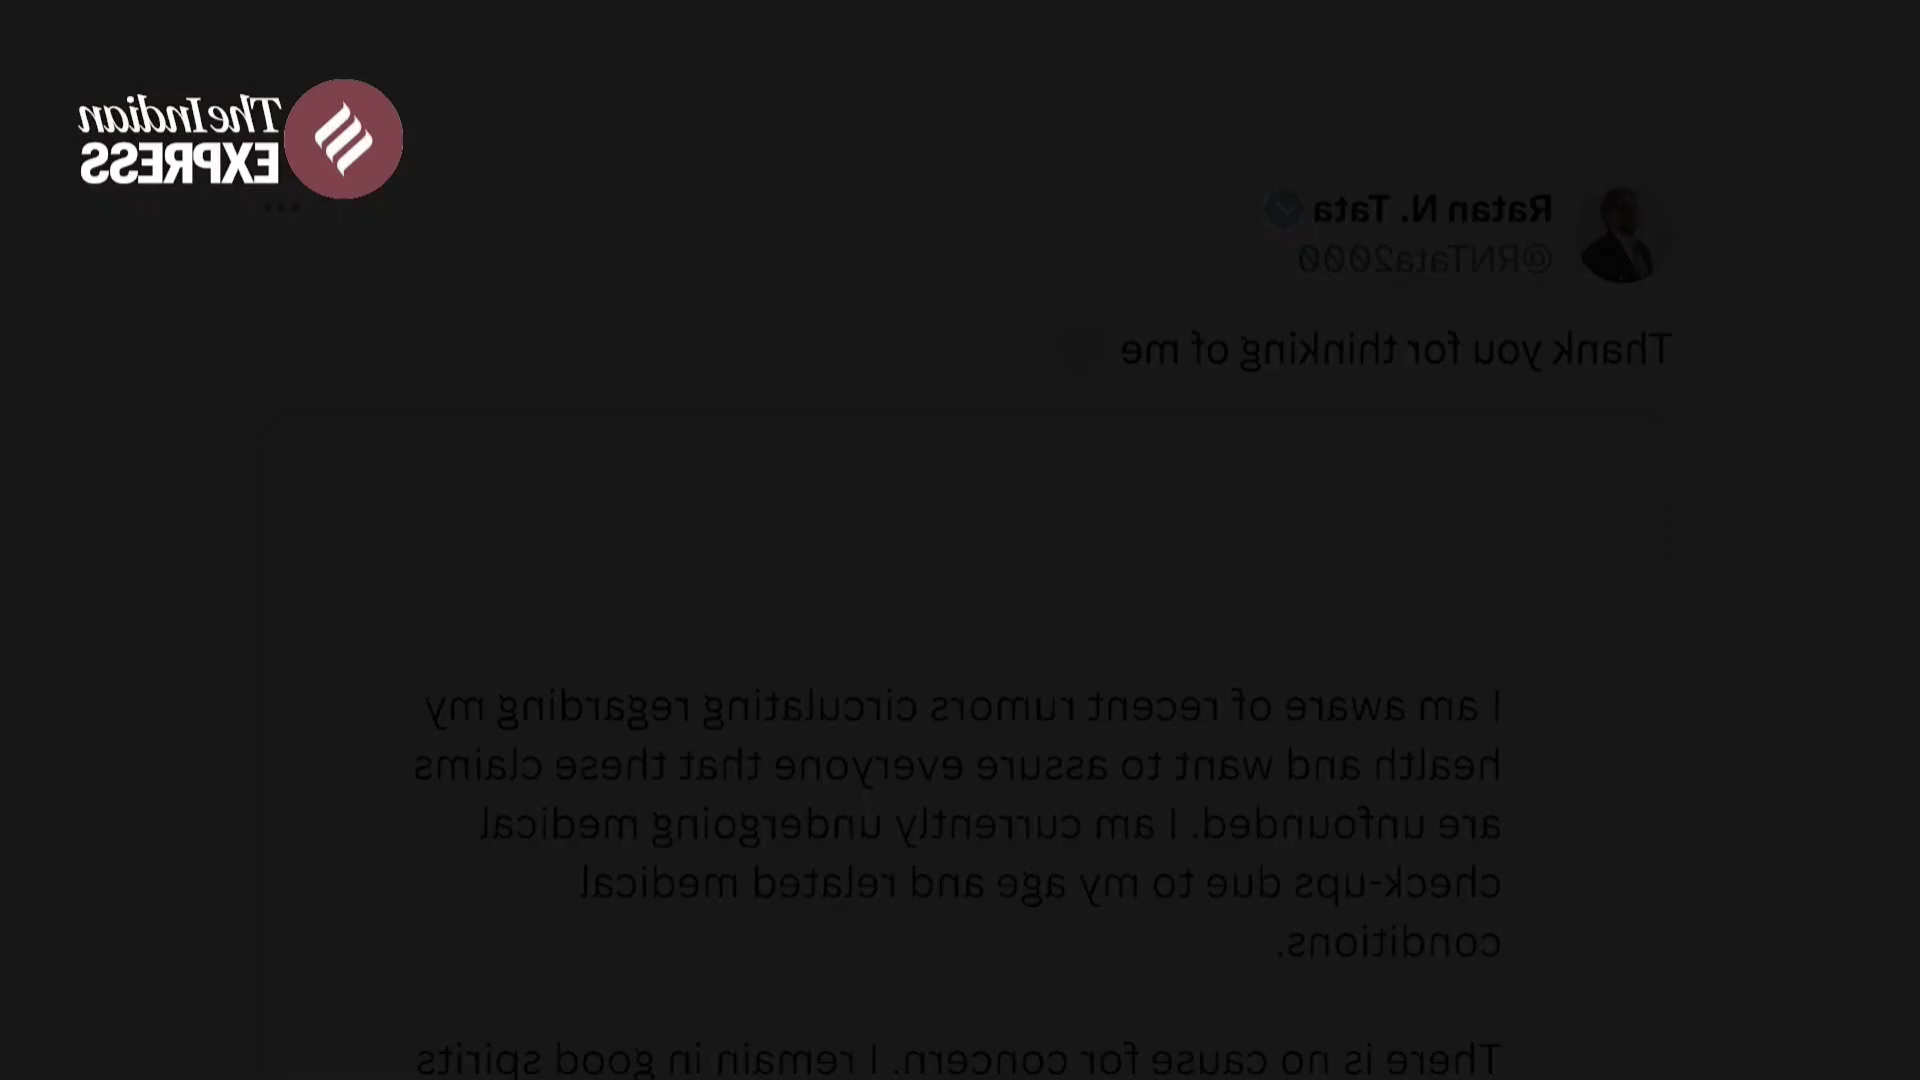 The Indian
EXPRESS
Ratan N. Tata
@RNTata2000
Thank you for thinking of me
I am aware of recent rumors circulating regarding my
health and want to assure everyone that these claims
are unfounded. I am currently undergoing medical
check-ups due to my age and related medical
conditions.
There is no cause for concern. I remain in good spirits